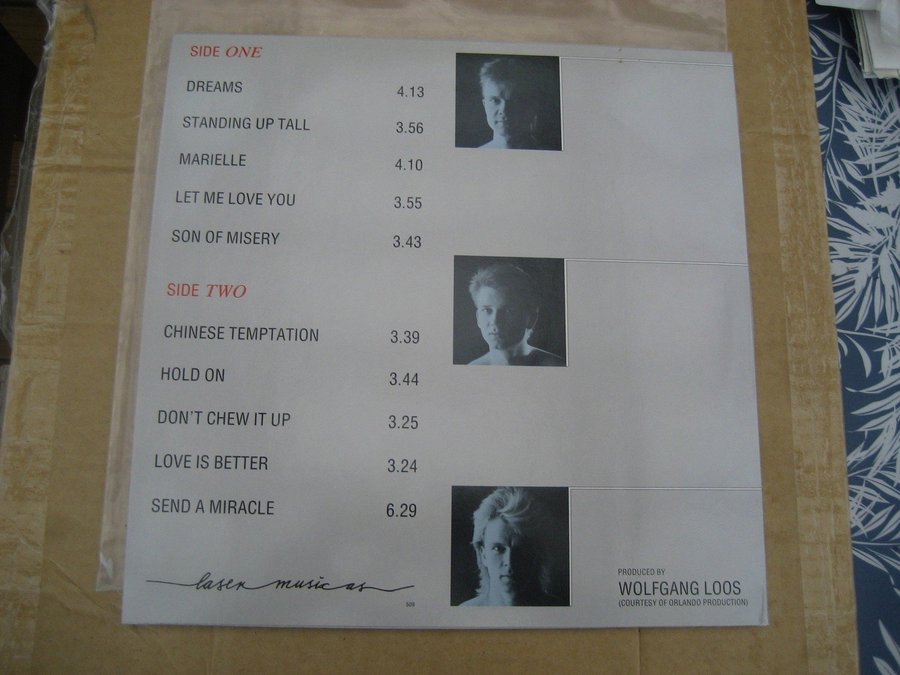 SIDE ONE
DREAMS 4.13
STANDING UP TALL 3.56
MARIELLE 4.10
LET ME LOVE YOU 3.55
SON OF MISERY 3.43
SIDE TWO
CHINESE TEMPTATION 3.39
HOLD ON 3.44
DON'T CHEW IT UP 3.25
LOVE IS BETTER 3.24
SEND A MIRACLE 6.29
laser music as
509
PRODUCED BY
WOLFGANG LOOS
(COURTESY OF ORLANDO PRODUCTION)